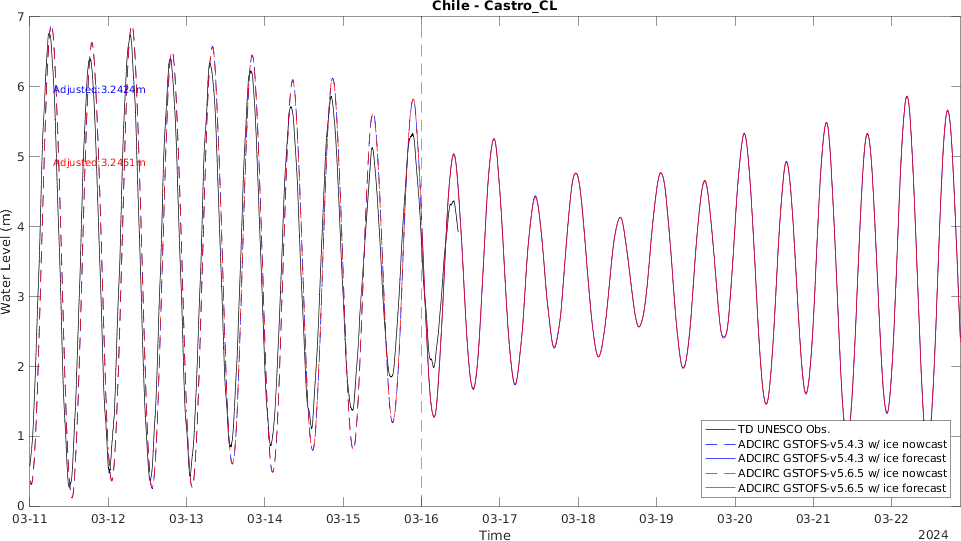 Chile - Castro_CL
7
6
5
4
3
2
1
0
Water Level (m)
Adjusted:3.2424m
Adjusted:3.2451m
TD UNESCO Obs.
ADCIRC GSTOFS-v5.4.3 w/ ice nowcast
ADCIRC GSTOFS-v5.4.3 w/ ice forecast
ADCIRC GSTOFS-v5.6.5 w/ ice nowcast
ADCIRC GSTOFS-v5.6.5 w/ ice forecast
03-11 03-12 03-13 03-14 03-15 03-16 03-17 03-18 03-19 03-20 03-21 03-22
Time
2024